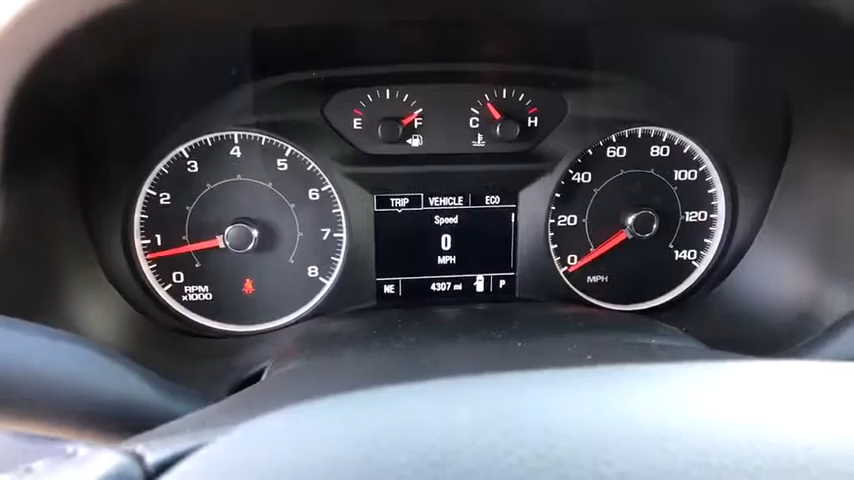 E F
C H
0 1 2 3 4 5 6 7 8
RPM
x1000
TRIP VEHICLE ECO
Speed
0
MPH
NE 4307 mi P
0 20 40 60 80 100 120 140
MPH